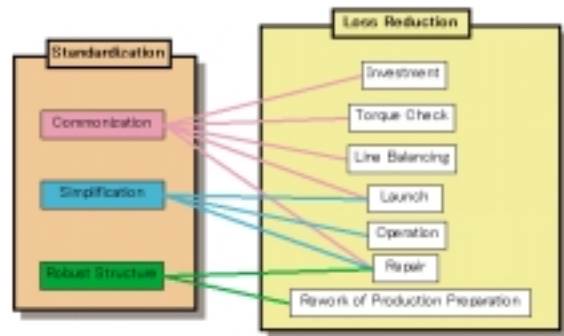 Loss Reduction
Standardization
Investment
Commonization
Torque Check
Line Balancing
Simplification
Launch
Operation
Robust Structure
Repair
Rework of Production Preparation